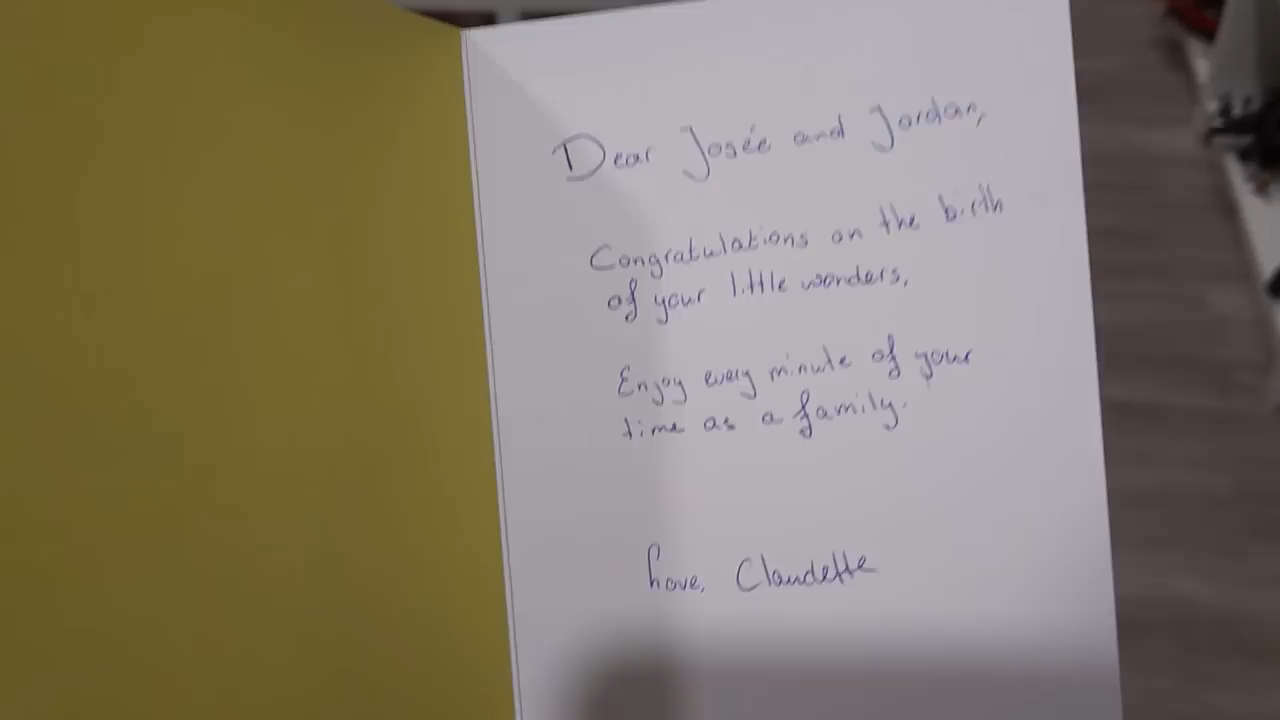 Dear Josée and Jordan,
Congratulations on the birth
of your little wonders,
Enjoy every minute of your
time as a family.
Love, Claudette